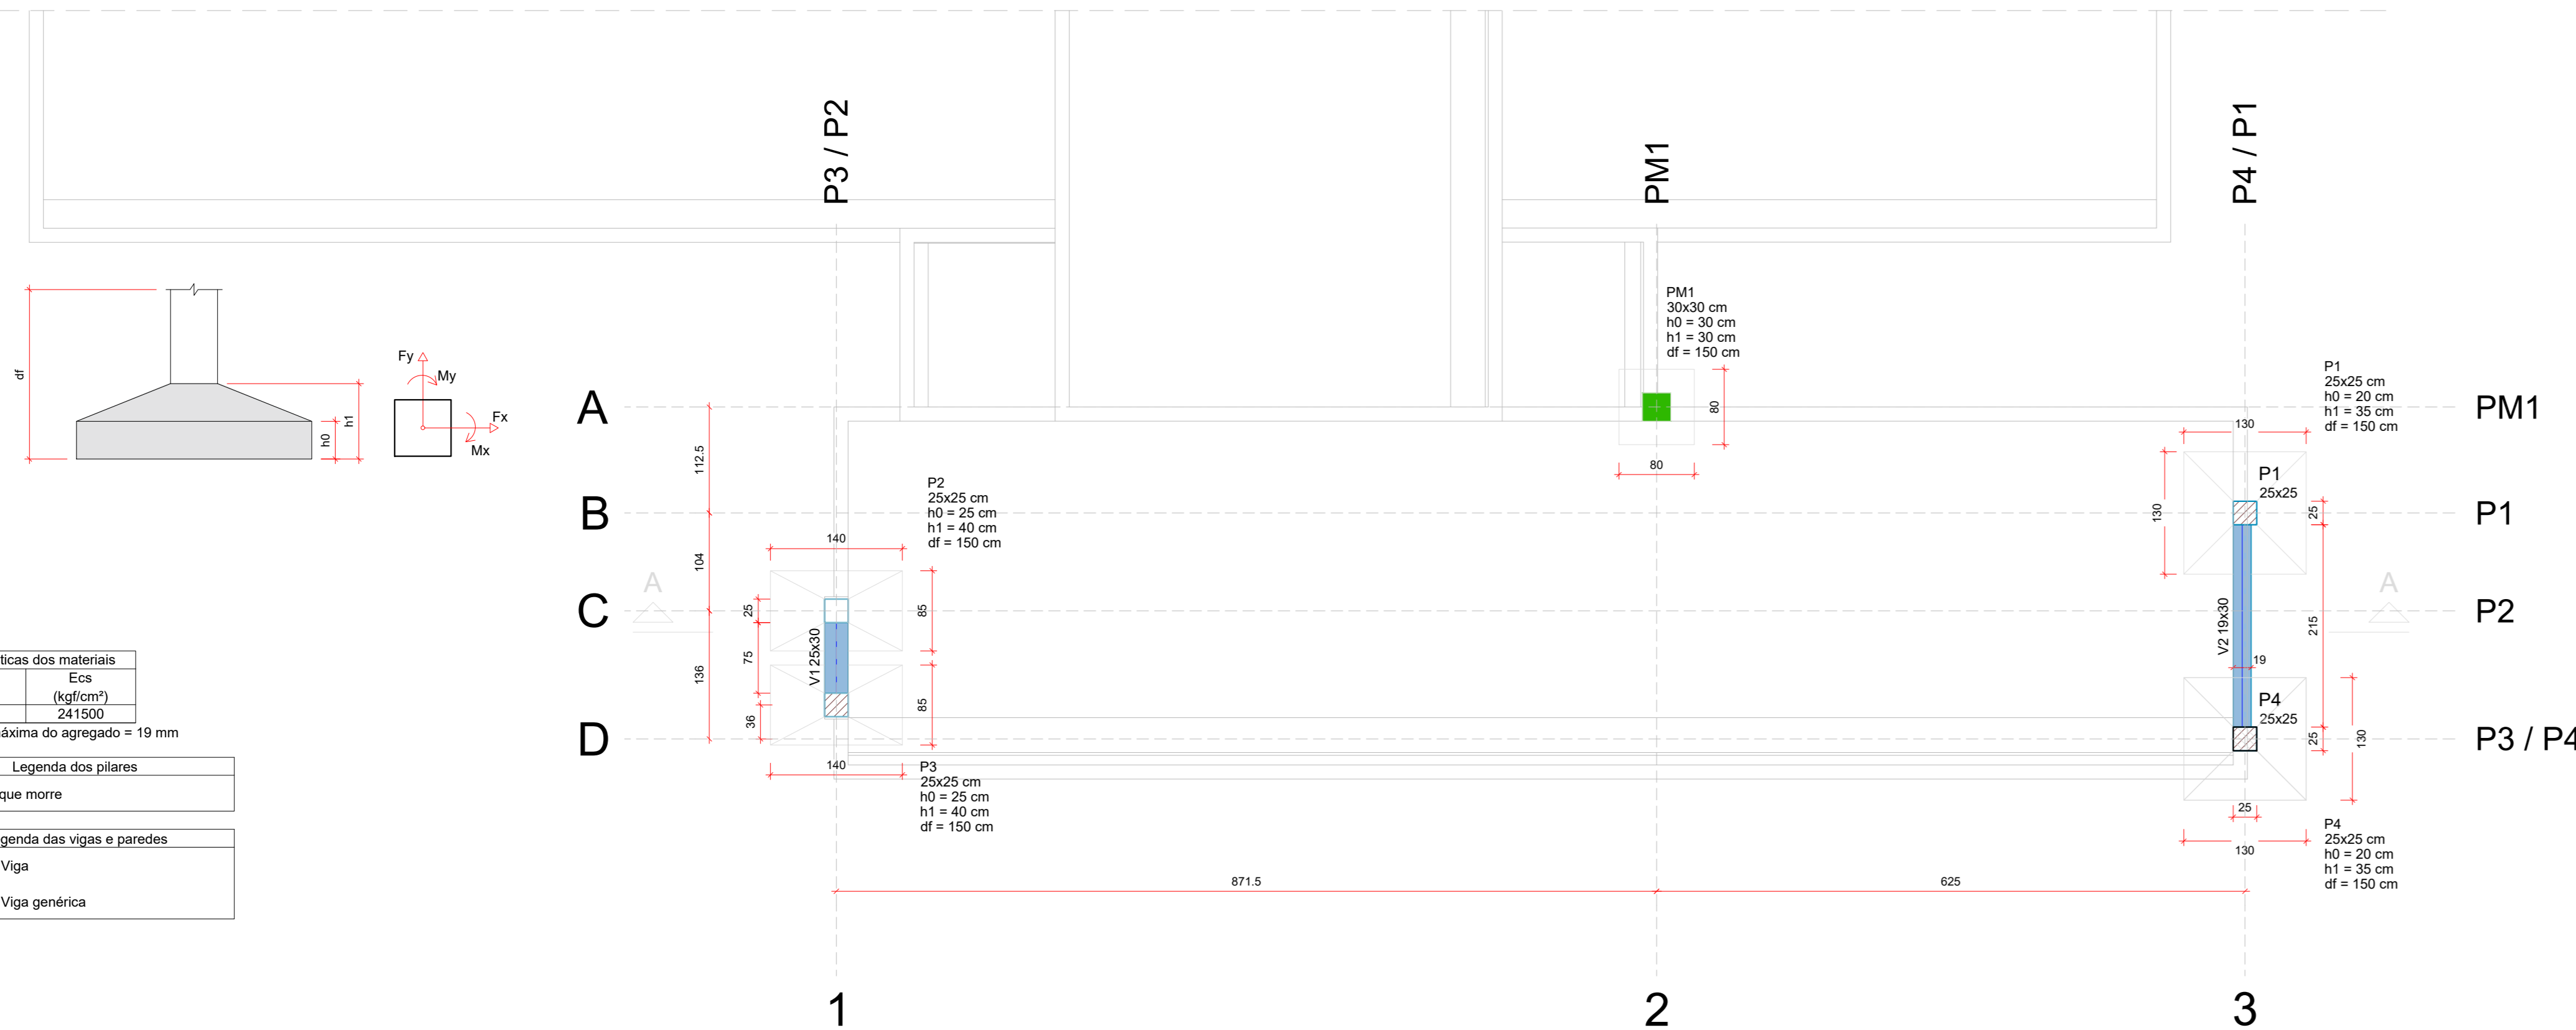 P3 / P2
PM1
P4 / P1
df
h0
h1
Fy
My
Fx
Mx
A
B
C
D
PM1
P1
P2
P3 / P4
112.5
104
136
25
75
36
PM1
30x30 cm
h0 = 30 cm
h1 = 30 cm
df = 150 cm
80
80
P1
25x25 cm
h0 = 20 cm
h1 = 35 cm
df = 150 cm
130
130
P1
25x25
25
P2
25x25 cm
h0 = 25 cm
h1 = 40 cm
df = 150 cm
140
85
A
A
V1 25x30
V2 19x30
215
19
85
140
P3
25x25 cm
h0 = 25 cm
h1 = 40 cm
df = 150 cm
P4
25x25
25
130
25
130
P4
25x25 cm
h0 = 20 cm
h1 = 35 cm
df = 150 cm
871.5
625
1
2
3
ticas dos materiais
Ecs
(kgf/cm²)
241500
áxima do agregado = 19 mm
Legenda dos pilares
que morre
genda das vigas e paredes
Viga
Viga genérica